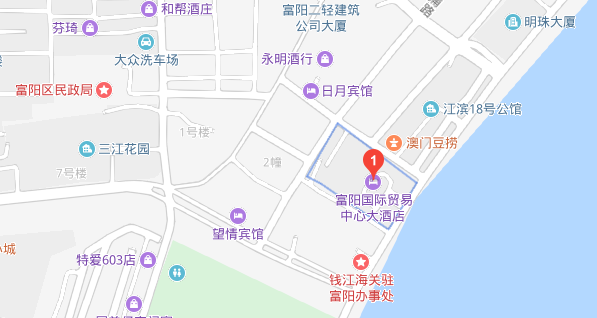 和帮酒庄
芬琦
富阳二轻建筑
公司大厦
明珠大厦
大众洗车场
永明酒行
富阳区民政局
日月宾馆
江滨18号公馆
1号楼
三江花园
澳门豆捞
2幢
1
7号楼
富阳国际贸易
中心大酒店
望情宾馆
特爱603店
钱江海关驻
富阳办事处